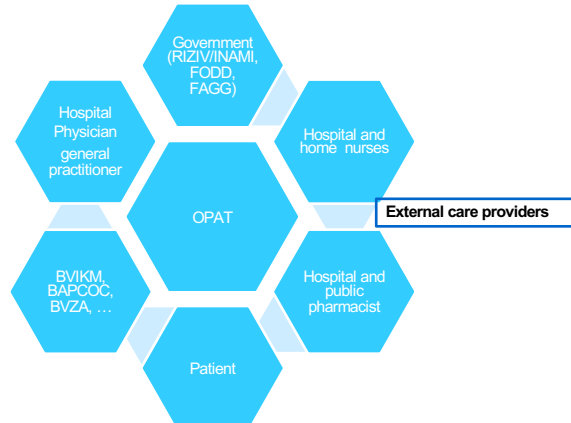 Government
(RIZIV/INAMI,
FODD,
FAGG)
Hospital
Physician
general
practitioner
Hospital and
home nurses
OPAT
External care providers
BVIKM,
BAPCOC,
BVZA, …
Hospital and
public
pharmacist
Patient